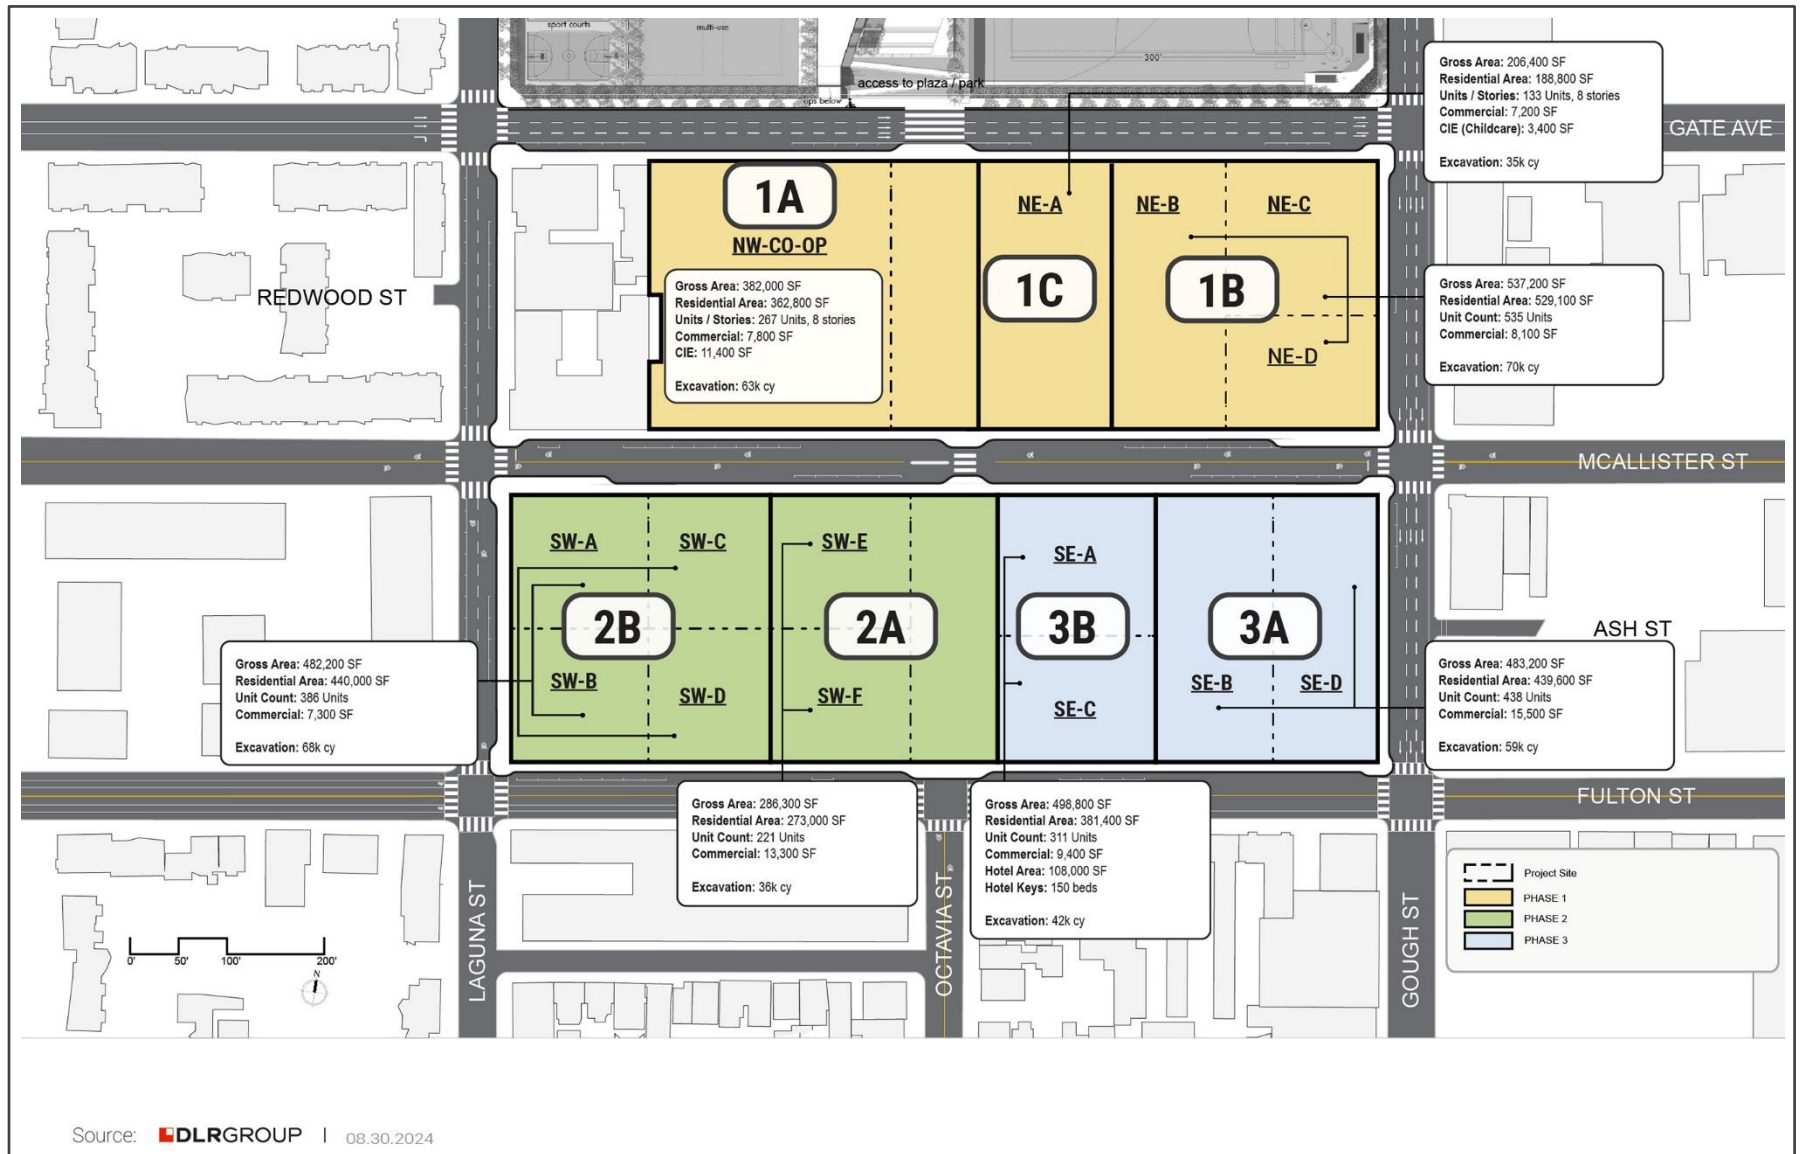 sport courts
multi-use
300'
access to plaza / park
ops below
Gross Area: 206,400 SF
Residential Area: 188,800 SF
Units / Stories: 133 Units, 8 stories
Commercial: 7,200 SF
CIE (Childcare): 3,400 SF
Excavation: 35k cy
GATE AVE
1A
NW-CO-OP
Gross Area: 382,000 SF
Residential Area: 362,800 SF
Units / Stories: 267 Units, 8 stories
Commercial: 7,800 SF
CIE: 11,400 SF
Excavation: 63k cy
NE-A
1C
NE-B
NE-C
1B
NE-D
Gross Area: 537,200 SF
Residential Area: 529,100 SF
Unit Count: 535 Units
Commercial: 8,100 SF
Excavation: 70k cy
REDWOOD ST
MCALLISTER ST
SW-A
SW-C
2B
SW-B
SW-D
SW-E
2A
SW-F
SE-A
3B
SE-C
3A
SE-B
SE-D
ASH ST
Gross Area: 482,200 SF
Residential Area: 440,000 SF
Unit Count: 386 Units
Commercial: 7,300 SF
Excavation: 68k cy
Gross Area: 483,200 SF
Residential Area: 439,600 SF
Unit Count: 438 Units
Commercial: 15,500 SF
Excavation: 59k cy
FULTON ST
Gross Area: 286,300 SF
Residential Area: 273,000 SF
Unit Count: 221 Units
Commercial: 13,300 SF
Excavation: 36k cy
Gross Area: 498,800 SF
Residential Area: 381,400 SF
Unit Count: 311 Units
Commercial: 9,400 SF
Hotel Area: 108,000 SF
Hotel Keys: 150 beds
Excavation: 42k cy
LAGUNA ST
OCTAVIA ST
GOUGH ST
Project Site
PHASE 1
PHASE 2
PHASE 3
0' 50' 100' 200'
N
Source: DLRGROUP | 08.30.2024